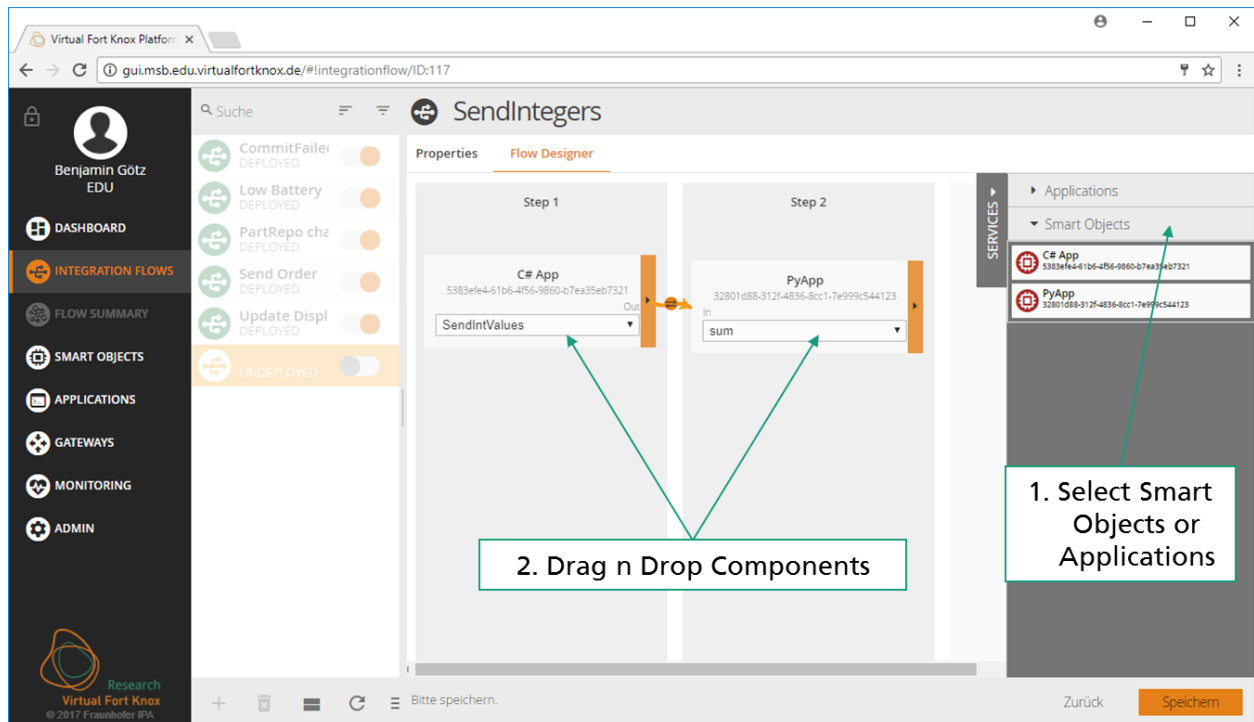 Virtual Fort Knox Platform
gui.msb.edu.virtualfortknox.de/#!integrationflow/ID:117
Benjamin Götz
EDU
DASHBOARD
INTEGRATION FLOWS
FLOW SUMMARY
SMART OBJECTS
APPLICATIONS
GATEWAYS
MONITORING
ADMIN
Research
Virtual Fort Knox
© 2017 Fraunhofer IPA
Suche
CommitFailed
DEPLOYED
Low Battery
DEPLOYED
PartRepo cha
DEPLOYED
Send Order
DEPLOYED
Update Displ
DEPLOYED
UNDEPLOYED
SendIntegers
Properties
Flow Designer
Step 1
C# App
5383efe4-61b6-4f56-9860-b7ea35eb7321
Out
SendIntValues
Step 2
PyApp
32801d88-312f-4836-8cc1-7e999c544123
In
sum
SERVICES
Applications
Smart Objects
C# App
5383efe4-61b6-4f56-9860-b7ea35eb7321
PyApp
32801d88-312f-4836-8cc1-7e999c544123
1. Select Smart
Objects or
Applications
2. Drag n Drop Components
Bitte speichern.
Zurück
Speichern